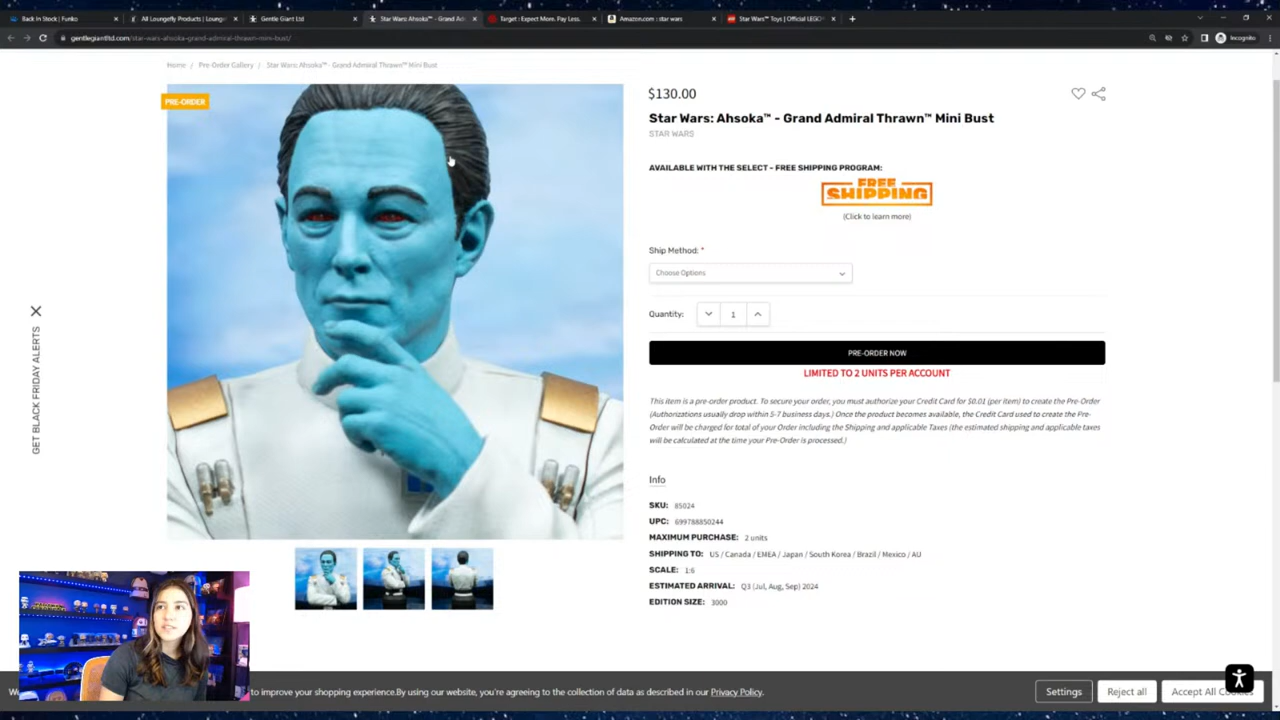 Back In Stock | Funko
All Loungefly Products | Loung
Gentle Giant Ltd
Star Wars: Ahsoka™ - Grand Ad
Target : Expect More. Pay Less.
Amazon.com : star wars
Star Wars™ Toys | Official LEGO
gentlegiantltd.com/star-wars-ahsoka-grand-admiral-thrawn-mini-bust/
Incognito
Home / Pre-Order Gallery / Star Wars: Ahsoka™ - Grand Admiral Thrawn™ Mini Bust
PRE-ORDER
$130.00
Star Wars: Ahsoka™ - Grand Admiral Thrawn™ Mini Bust
STAR WARS
AVAILABLE WITH THE SELECT - FREE SHIPPING PROGRAM:
FREE
SHIPPING
(Click to learn more)
Ship Method: *
Choose Options
Quantity: 1
PRE-ORDER NOW
LIMITED TO 2 UNITS PER ACCOUNT
This item is a pre-order product. To secure your order, you must authorize your Credit Card for $0.01 (per item) to create the Pre-Order
(Authorizations usually drop within 5-7 business days.) Once the product becomes available, the Credit Card used to create the Pre-
Order will be charged for total of your Order including the Shipping and applicable Taxes (the estimated shipping and applicable taxes
will be calculated at the time your Pre-Order is processed.)
Info
SKU: 85024
UPC: 699788850244
MAXIMUM PURCHASE: 2 units
SHIPPING TO: US / Canada / EMEA / Japan / South Korea / Brazil / Mexico / AU
SCALE: 1:6
ESTIMATED ARRIVAL: Q3 (Jul, Aug, Sep) 2024
EDITION SIZE: 3000
GET BLACK FRIDAY ALERTS
to improve your shopping experience.By using our website, you're agreeing to the collection of data as described in our Privacy Policy.
Settings
Reject all
Accept All Cookies